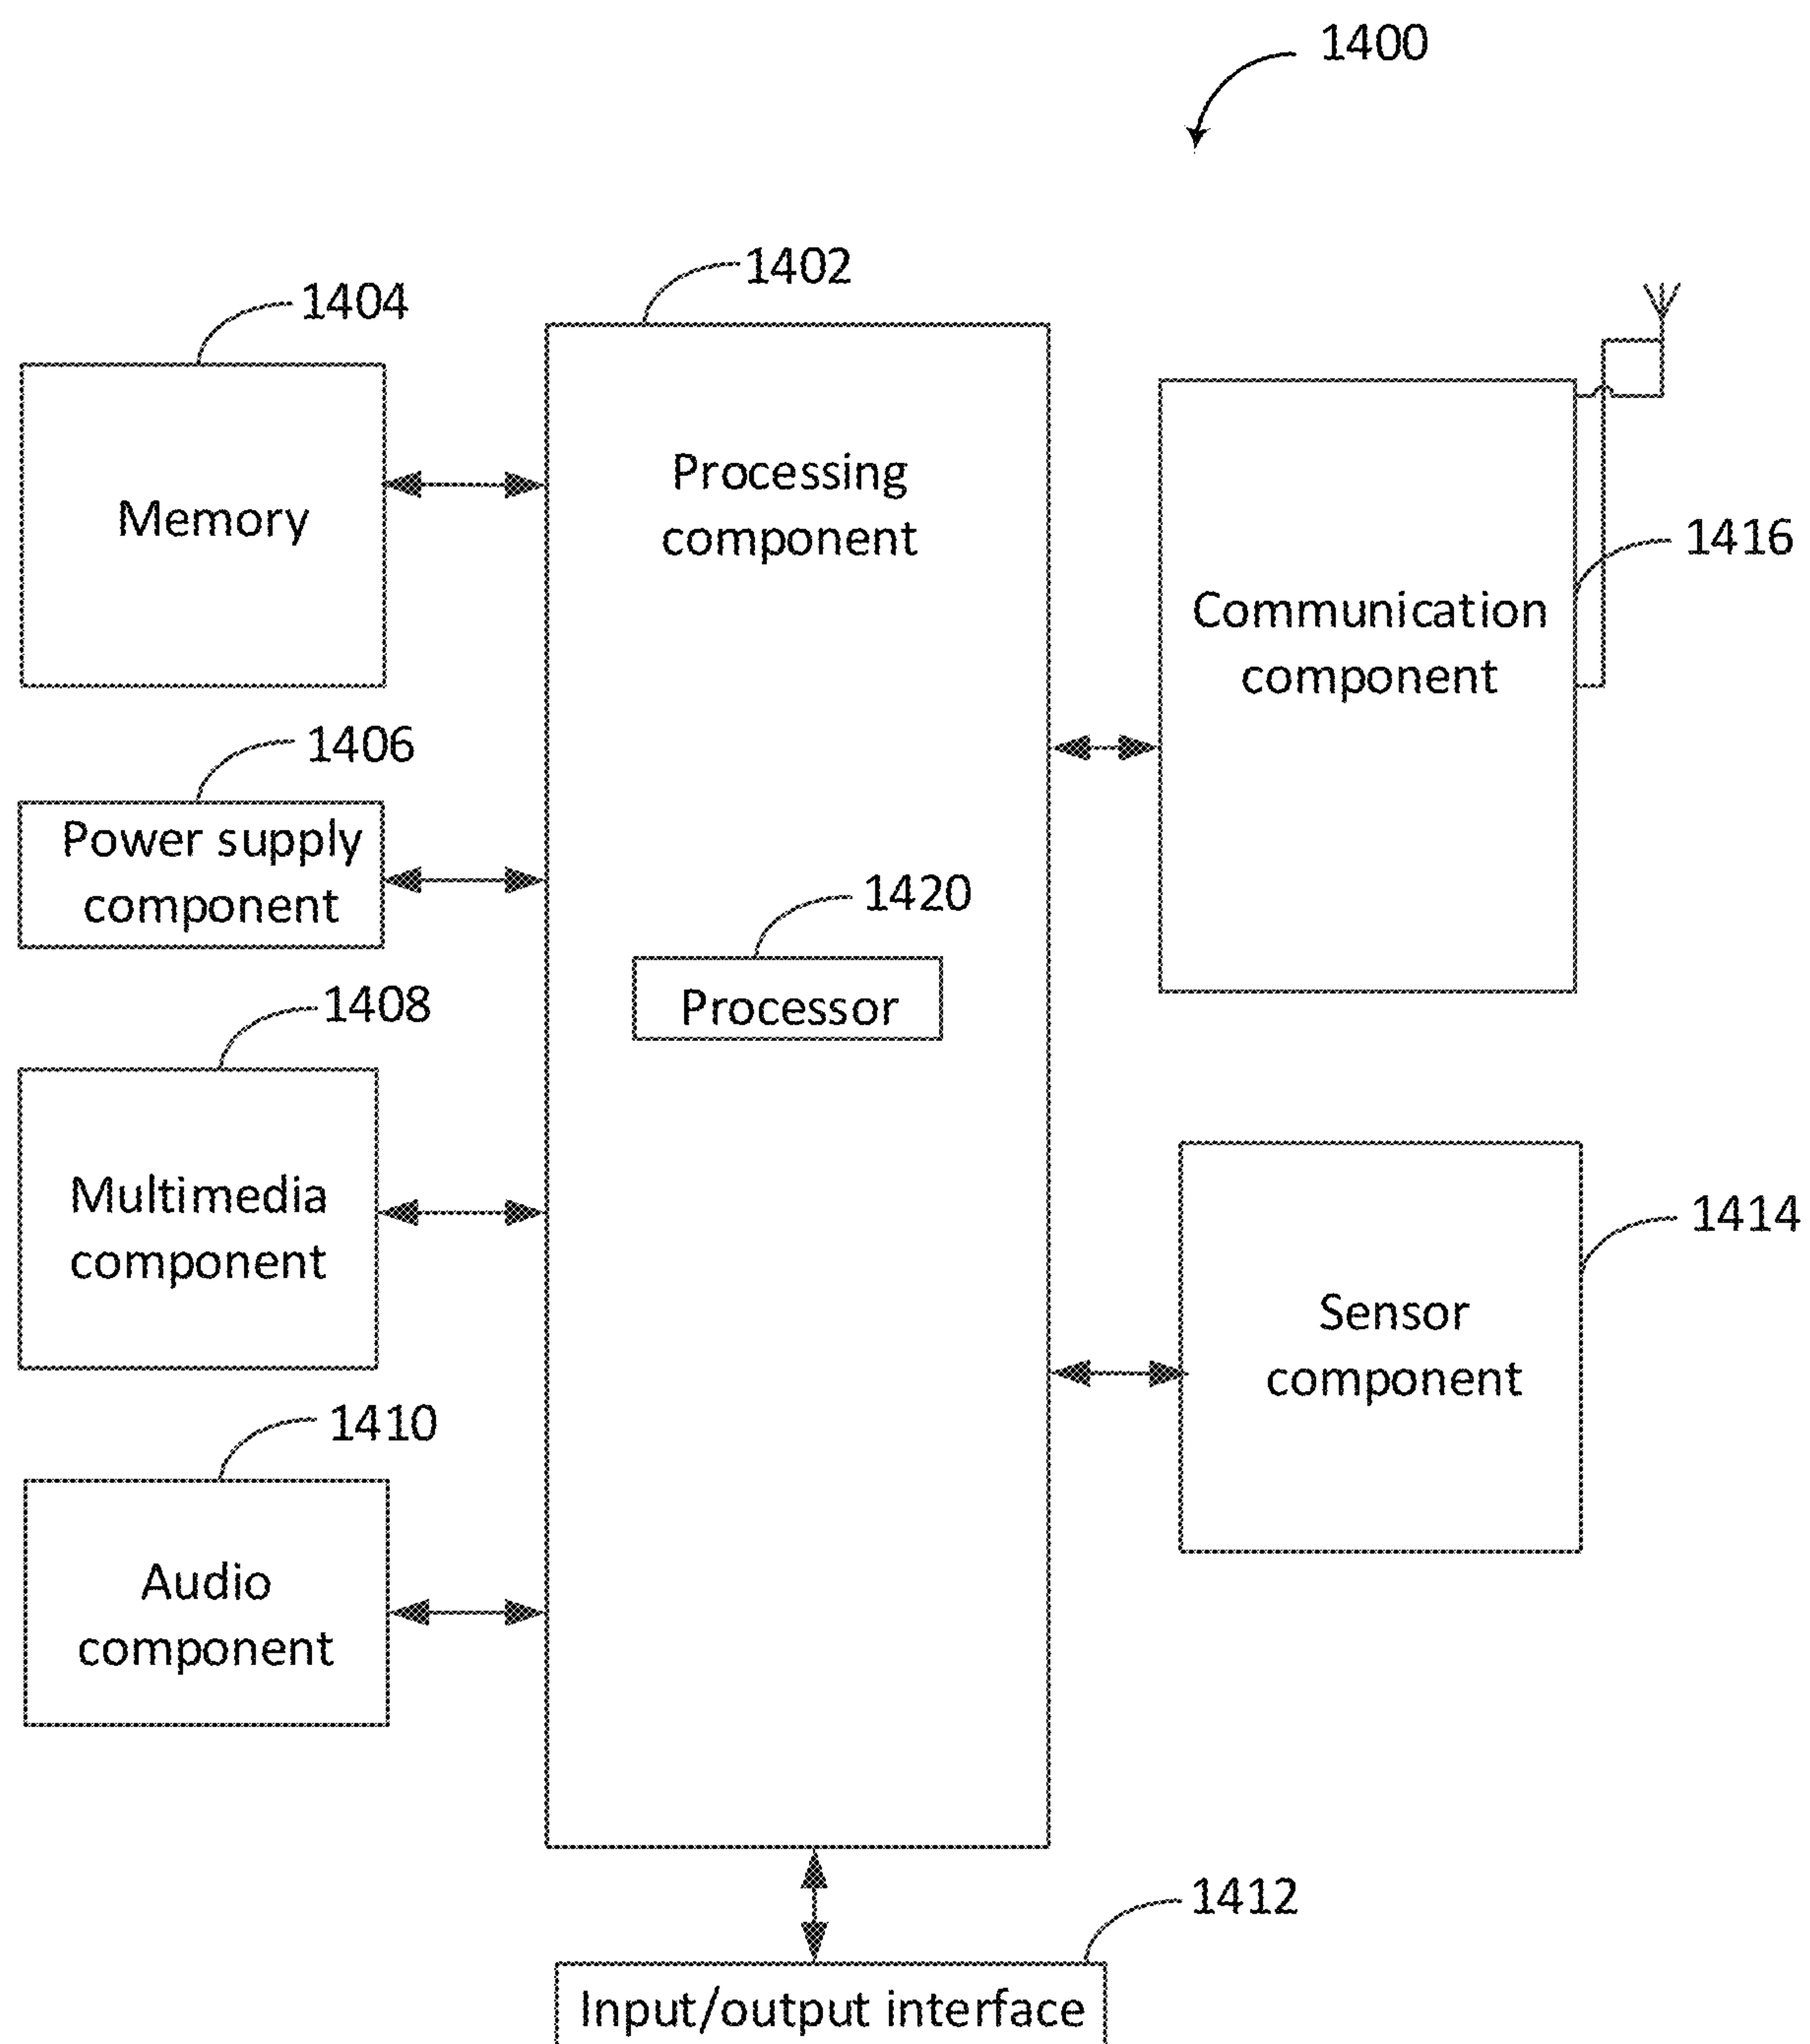 1400
1402
1404
Memory
Processing
component
1416
Communication
component
1406
Power supply
component
1420
Processor
1408
Multimedia
component
1414
Sensor
component
1410
Audio
component
1412
Input/output interface